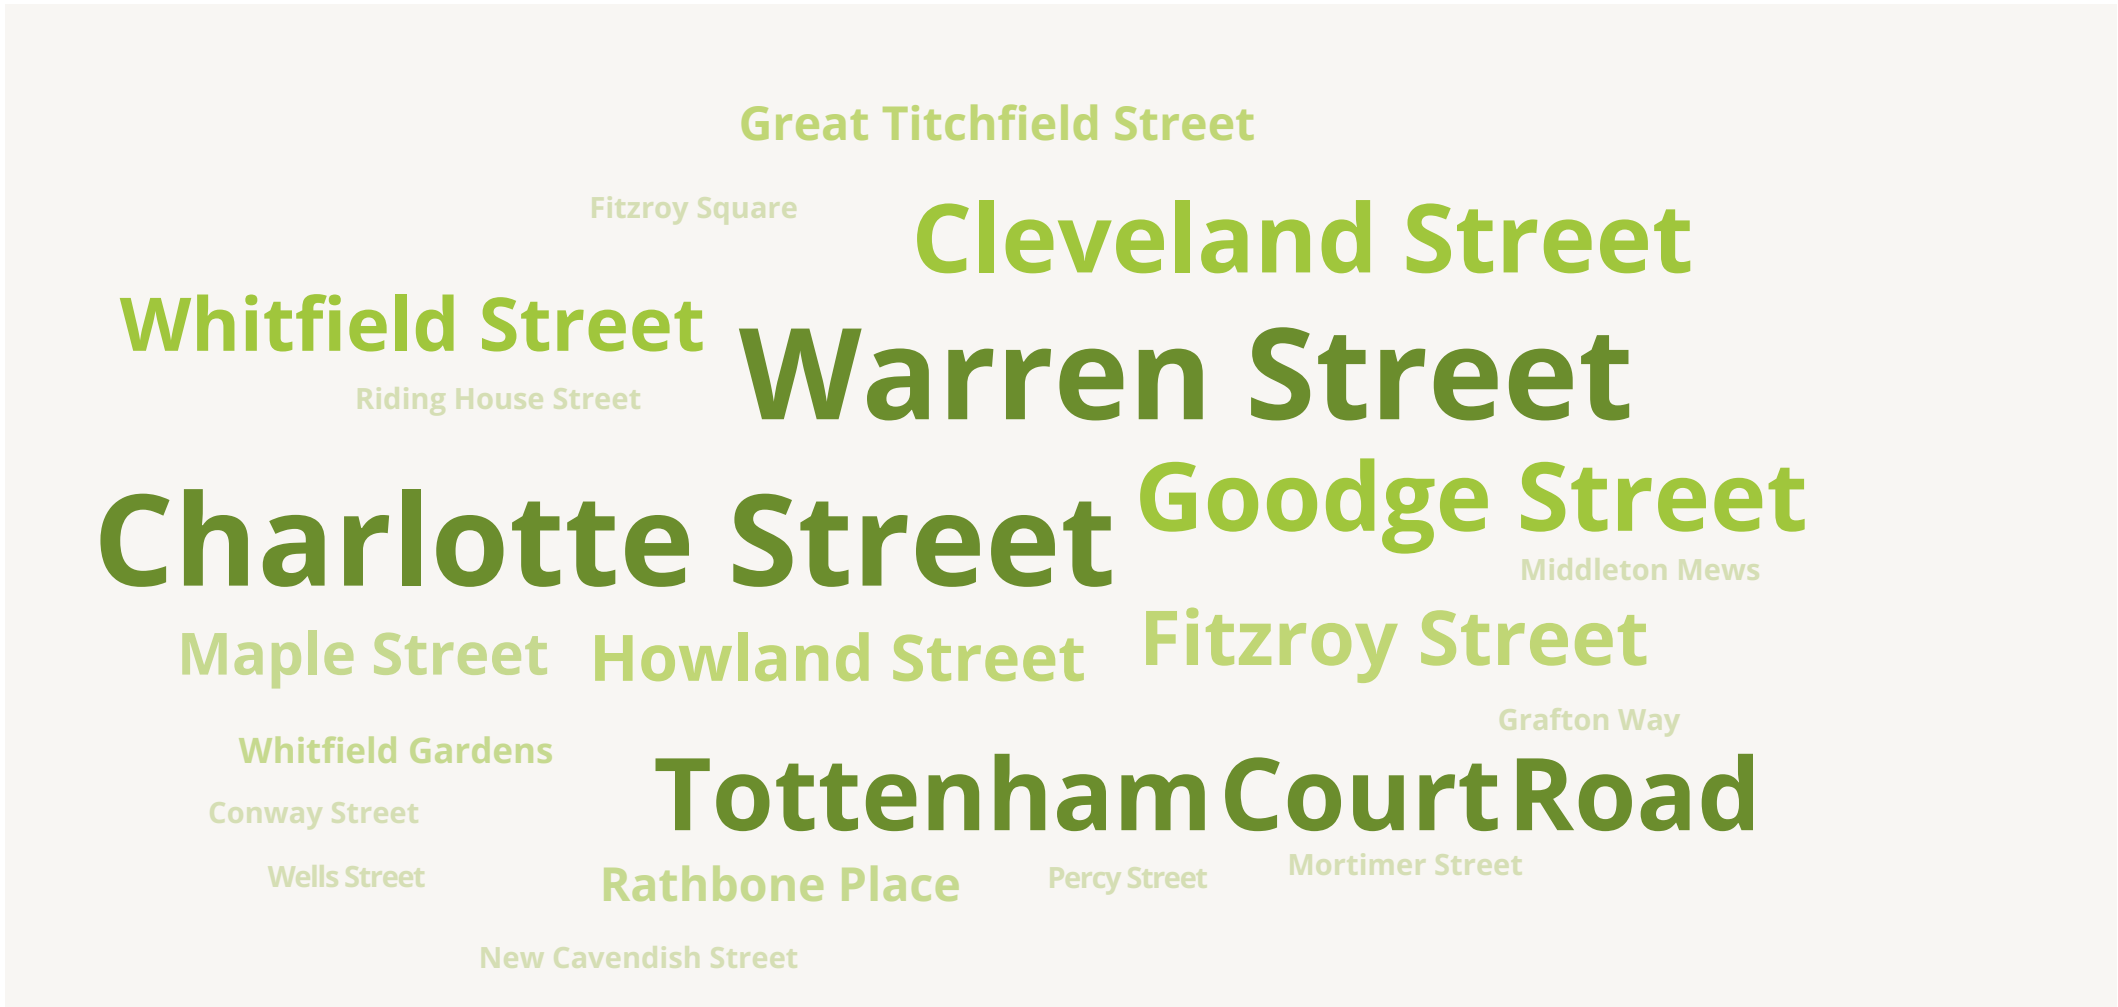 Great Titchfield Street
Fitzroy Square
Cleveland Street
Whitfield Street
Warren Street
Riding House Street
Goodge Street
Charlotte Street
Middleton Mews
Fitzroy Street
Maple Street
Howland Street
Grafton Way
Whitfield Gardens
Tottenham Court Road
Conway Street
Mortimer Street
Wells Street
Rathbone Place
Percy Street
New Cavendish Street